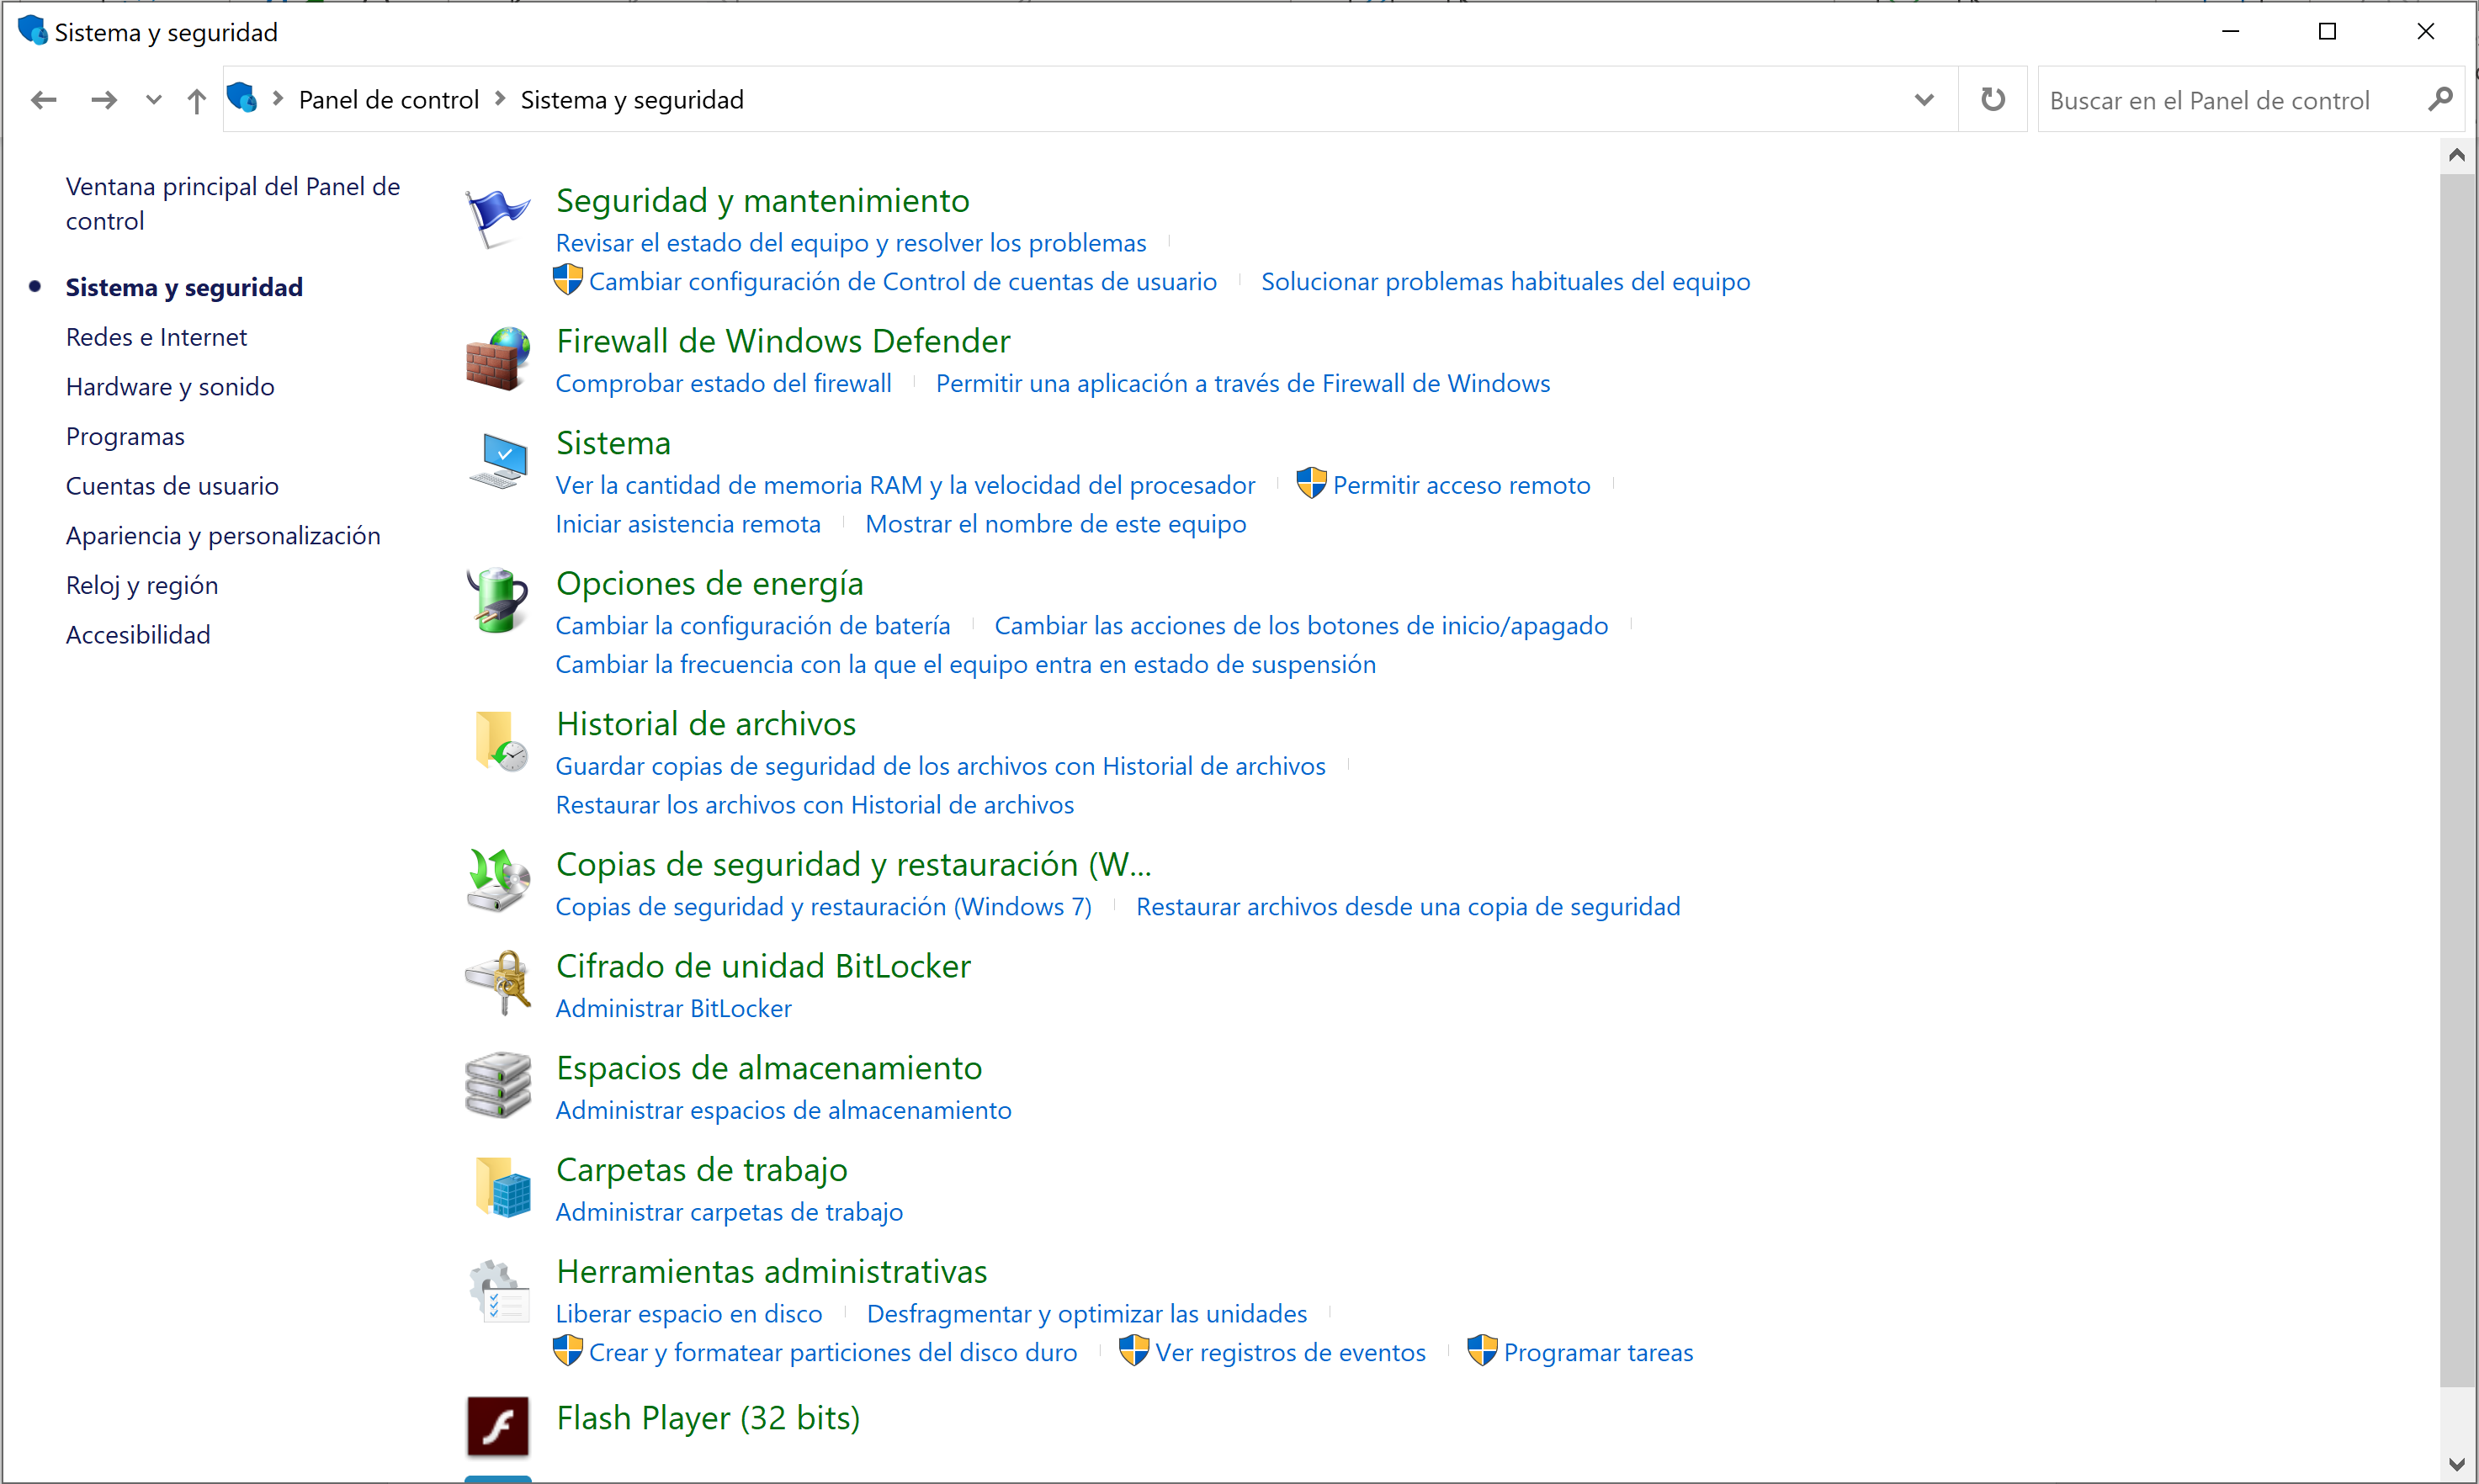 Sistema y seguridad
Panel de control Sistema y seguridad
Buscar en el Panel de control
Ventana principal del Panel de
control
Sistema y seguridad
Redes e Internet
Hardware y sonido
Programas
Cuentas de usuario
Apariencia y personalización
Reloj y región
Accesibilidad
Seguridad y mantenimiento
Revisar el estado del equipo y resolver los problemas
Cambiar configuración de Control de cuentas de usuario Solucionar problemas habituales del equipo
Firewall de Windows Defender
Comprobar estado del firewall Permitir una aplicación a través de Firewall de Windows
Sistema
Ver la cantidad de memoria RAM y la velocidad del procesador Permitir acceso remoto
Iniciar asistencia remota Mostrar el nombre de este equipo
Opciones de energía
Cambiar la configuración de batería Cambiar las acciones de los botones de inicio/apagado
Cambiar la frecuencia con la que el equipo entra en estado de suspensión
Historial de archivos
Guardar copias de seguridad de los archivos con Historial de archivos
Restaurar los archivos con Historial de archivos
Copias de seguridad y restauración (W...
Copias de seguridad y restauración (Windows 7) Restaurar archivos desde una copia de seguridad
Cifrado de unidad BitLocker
Administrar BitLocker
Espacios de almacenamiento
Administrar espacios de almacenamiento
Carpetas de trabajo
Administrar carpetas de trabajo
Herramientas administrativas
Liberar espacio en disco Desfragmentar y optimizar las unidades
Crear y formatear particiones del disco duro Ver registros de eventos Programar tareas
Flash Player (32 bits)